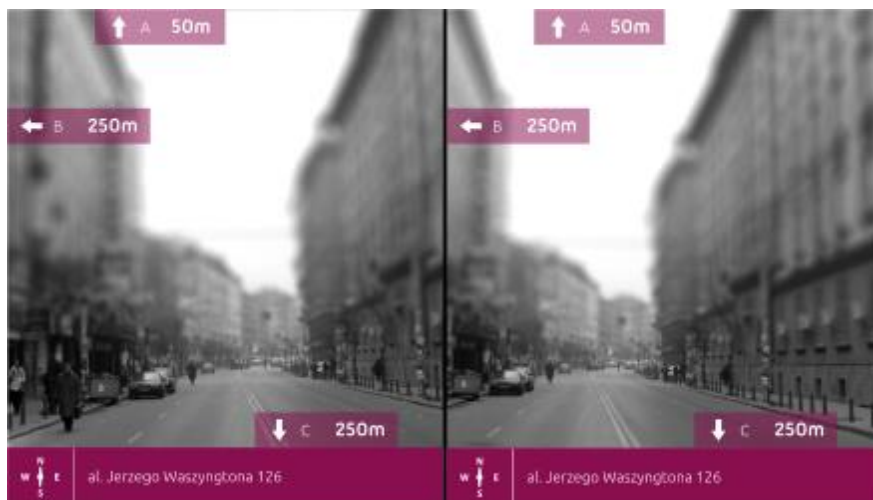 A 50m
B 250m
C 250m
N
W E
S
al. Jerzego Waszyngtona 126
A 50m
B 250m
C 250m
N
W E
S
al. Jerzego Waszyngtona 126